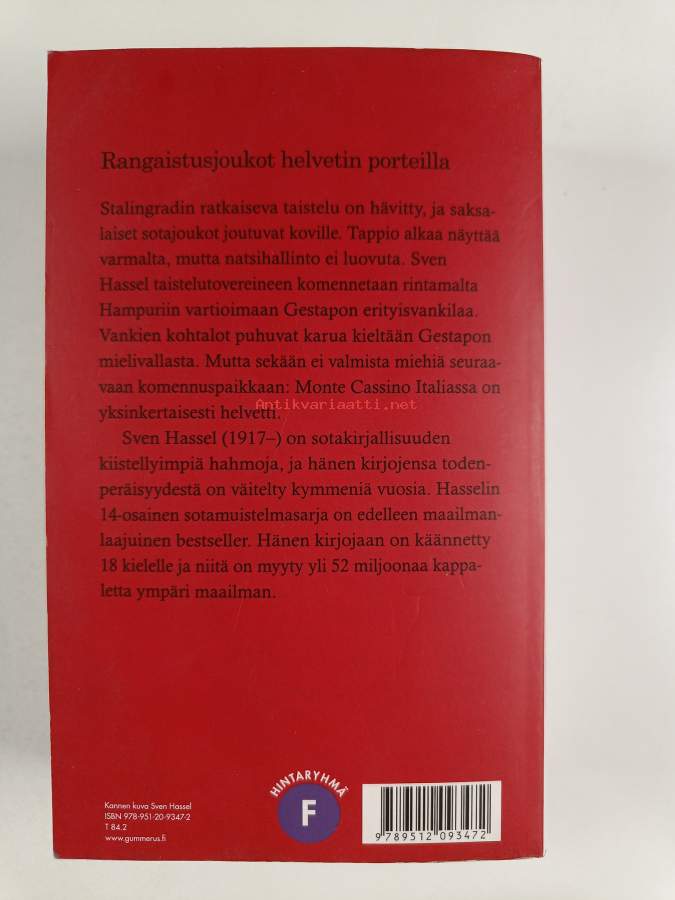 Rangaistusjoukot helvetin porteilla
Stalingradin ratkaiseva taistelu on hävitty, ja saksa-
laiset sotajoukot joutuvat koville. Tappio alkaa näyttää
varmalta, mutta natsihallinto ei luovuta. Sven
Hassel taistelutovereineen komennetaan rintamalta
Hampuriin vartioimaan Gestapon erityisvankilaa.
Vankien kohtalot puhuvat karua kieltään Gestapon
mielivallasta. Mutta sekään ei valmista miehiä seuraa-
vaan komennuspaikkaan: Monte Cassino Italiassa on
Antikvariaatti.net
yksinkertaisesti helvetti.
Sven Hassel (1917–) on sotakirjallisuuden
kiistellyimpiä hahmoja, ja hänen kirjojensa toden-
peräisyydestä on väitelty kymmeniä vuosia. Hasselin
14-osainen sotamuistelmasarja on edelleen maailman-
laajuinen bestseller. Hänen kirjojaan on käännetty
18 kielelle ja niitä on myyty yli 52 miljoonaa kappa-
letta ympäri maailman.
Kannen kuva Sven Hassel
ISBN 978-951-20-9347-2
T 84.2
www.gummerus.fi
HINTARYHMÄ
F
9789512093472